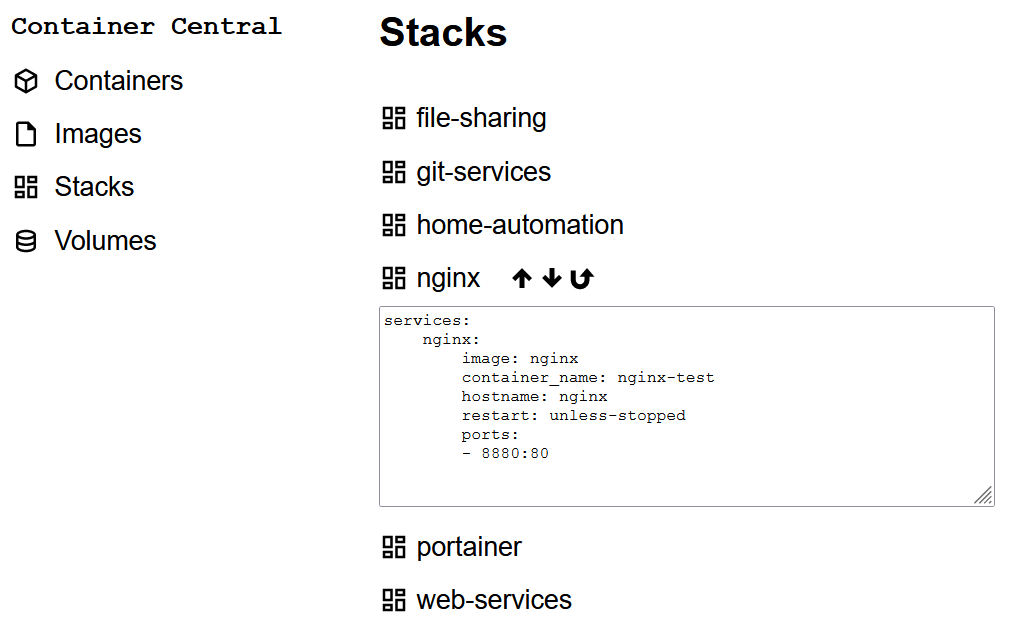 Container Central
Containers
Images
Stacks
Volumes
Stacks
file-sharing
git-services
home-automation
nginx
services:
    nginx:
        image: nginx
        container_name: nginx-test
        hostname: nginx
        restart: unless-stopped
        ports:
        - 8880:80
portainer
web-services